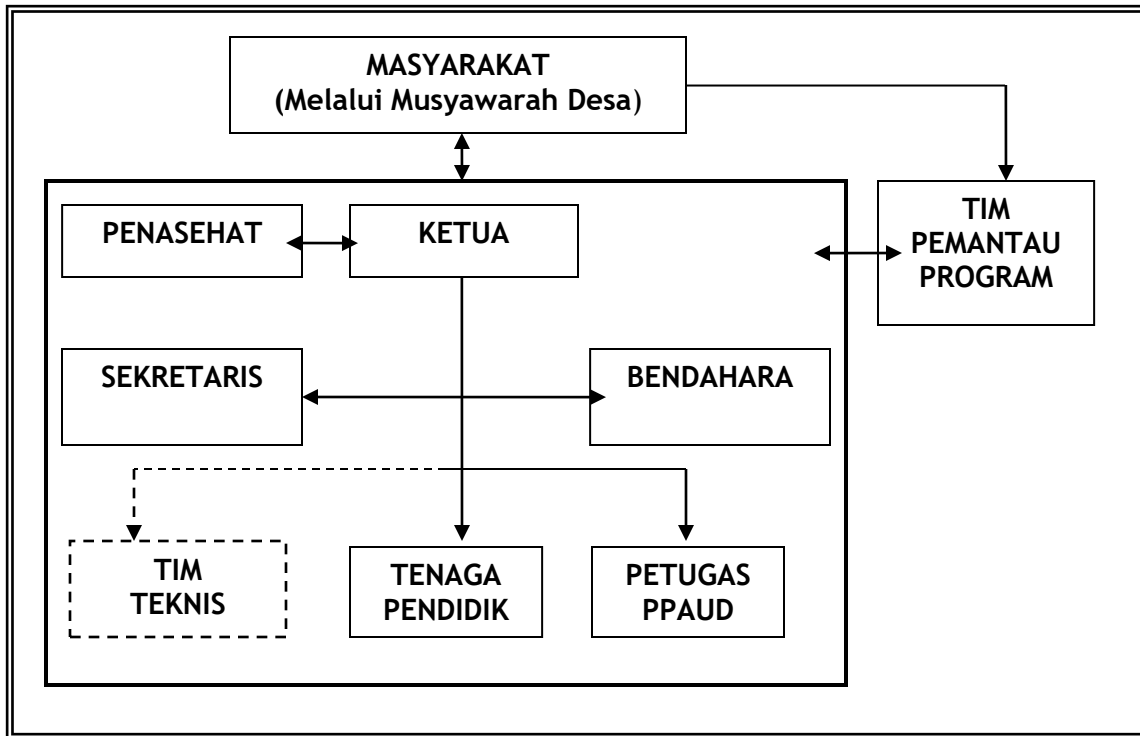 MASYARAKAT
(Melalui Musyawarah Desa)
PENASEHAT
KETUA
TIM
PEMANTAU
PROGRAM
SEKRETARIS
BENDAHARA
TIM
TEKNIS
TENAGA
PENDIDIK
PETUGAS
PPAUD